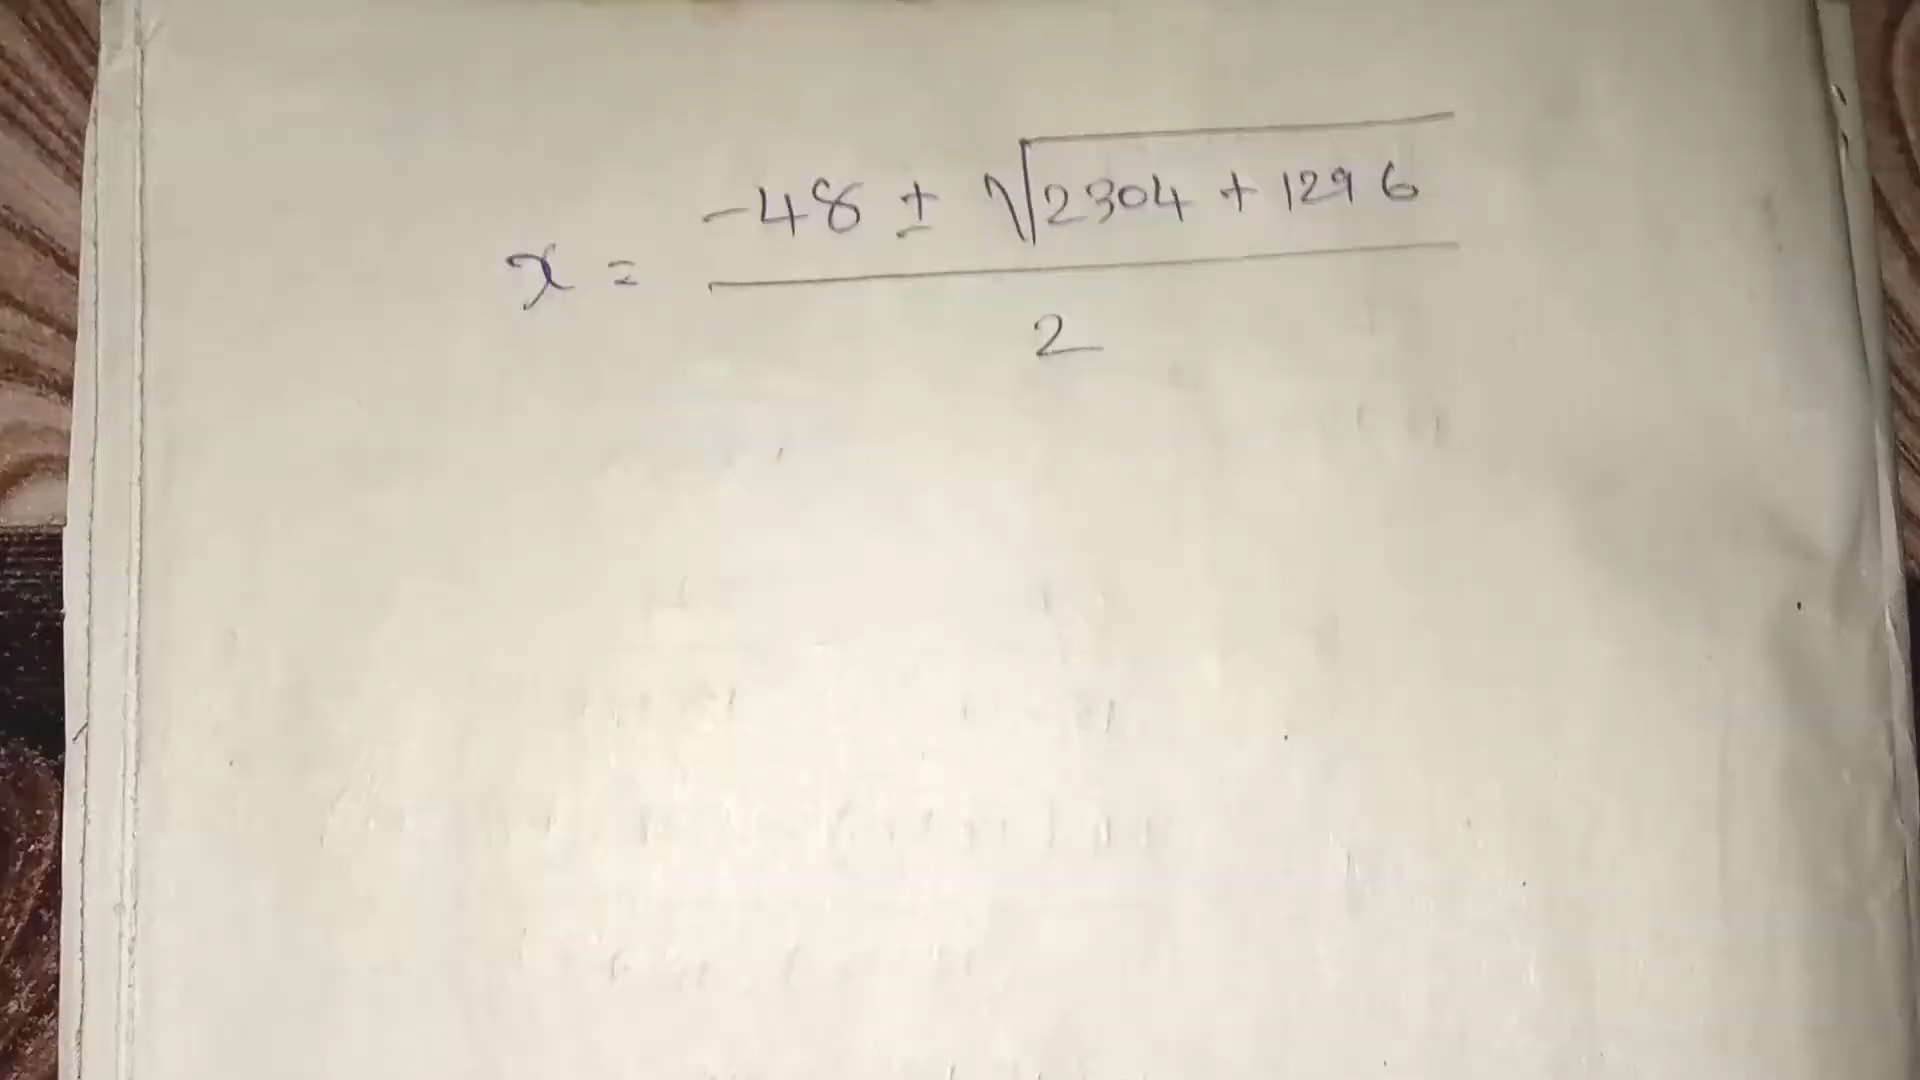 x = (-48 ± √(2304 + 1296)) / 2